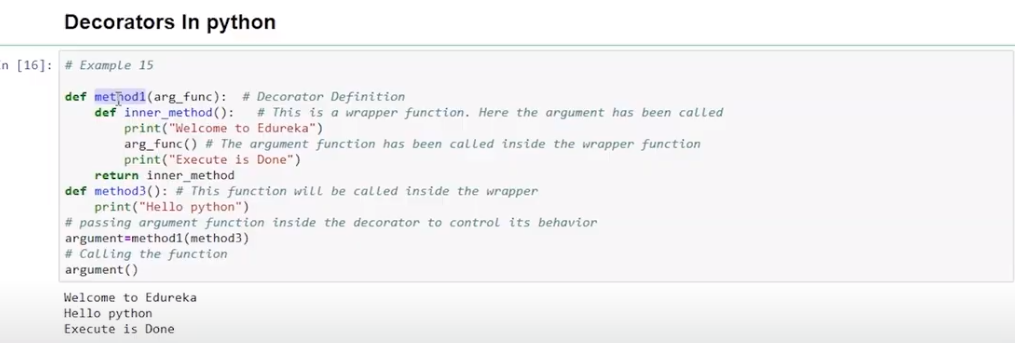 Decorators In python
n [16]:
# Example 15
def method1(arg_func):  # Decorator Definition
    def inner_method():   # This is a wrapper function. Here the argument has been called
        print("Welcome to Edureka")
        arg_func() # The argument function has been called inside the wrapper function
        print("Execute is Done")
    return inner_method
def method3(): # This function will be called inside the wrapper
    print("Hello python")
# passing argument function inside the decorator to control its behavior
argument=method1(method3)
# Calling the function
argument()
Welcome to Edureka
Hello python
Execute is Done